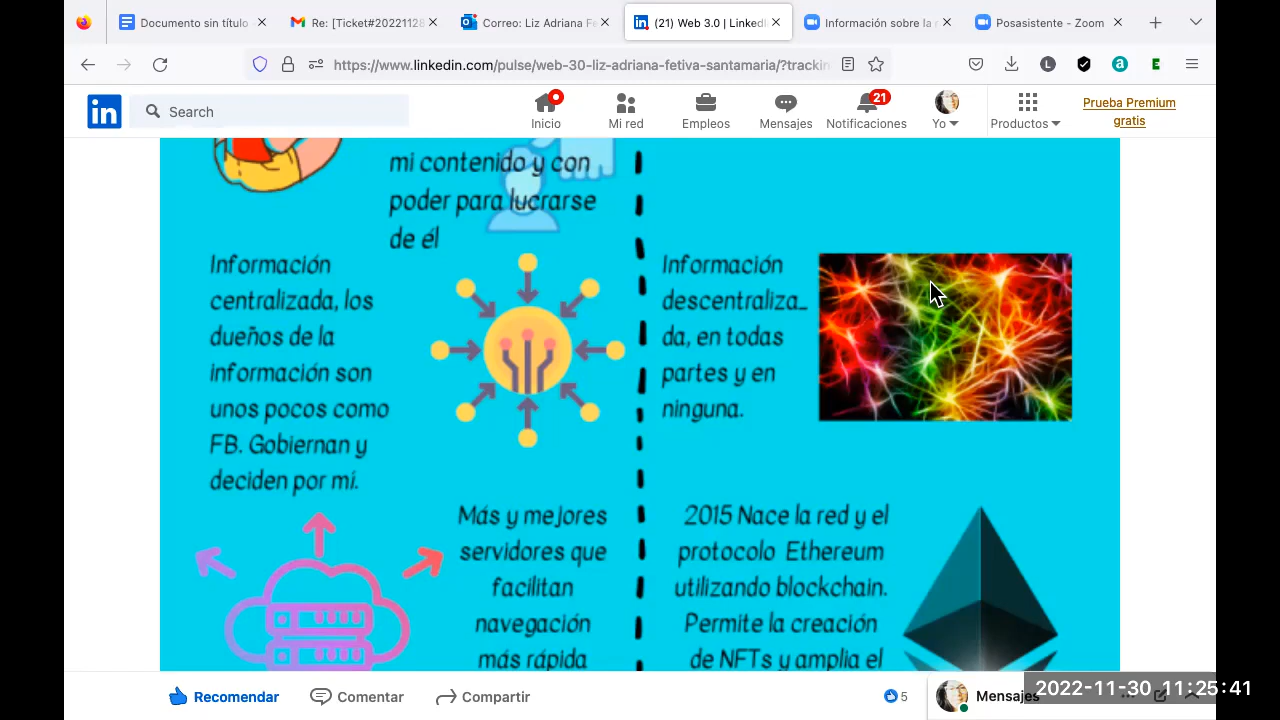 Documento sin título
Re: [Ticket#20221128
Correo: Liz Adriana Fe
(21) Web 3.0 | LinkedI
Información sobre la r
Posasistente - Zoom
https://www.linkedin.com/pulse/web-30-liz-adriana-fetiva-santamaria/?trackin
L
a
E
in
Search
Inicio
Mi red
Empleos
Mensajes
21
Notificaciones
Yo
Productos
Prueba Premium
gratis
mi contenido y con
poder para lucrarse
de él
Información
centralizada, los
dueños de la
información son
unos pocos como
FB. Gobiernan y
deciden por mí.
Información
descentraliza_
da, en todas
partes y en
ninguna.
Más y mejores
servidores que
facilitan
navegación
más rápida
2015 Nace la red y el
protocolo Ethereum
utilizando blockchain.
Permite la creación
de NFTs y amplia el
Recomendar
Comentar
Compartir
5
Mensajes
2022-11-30 11:25:41